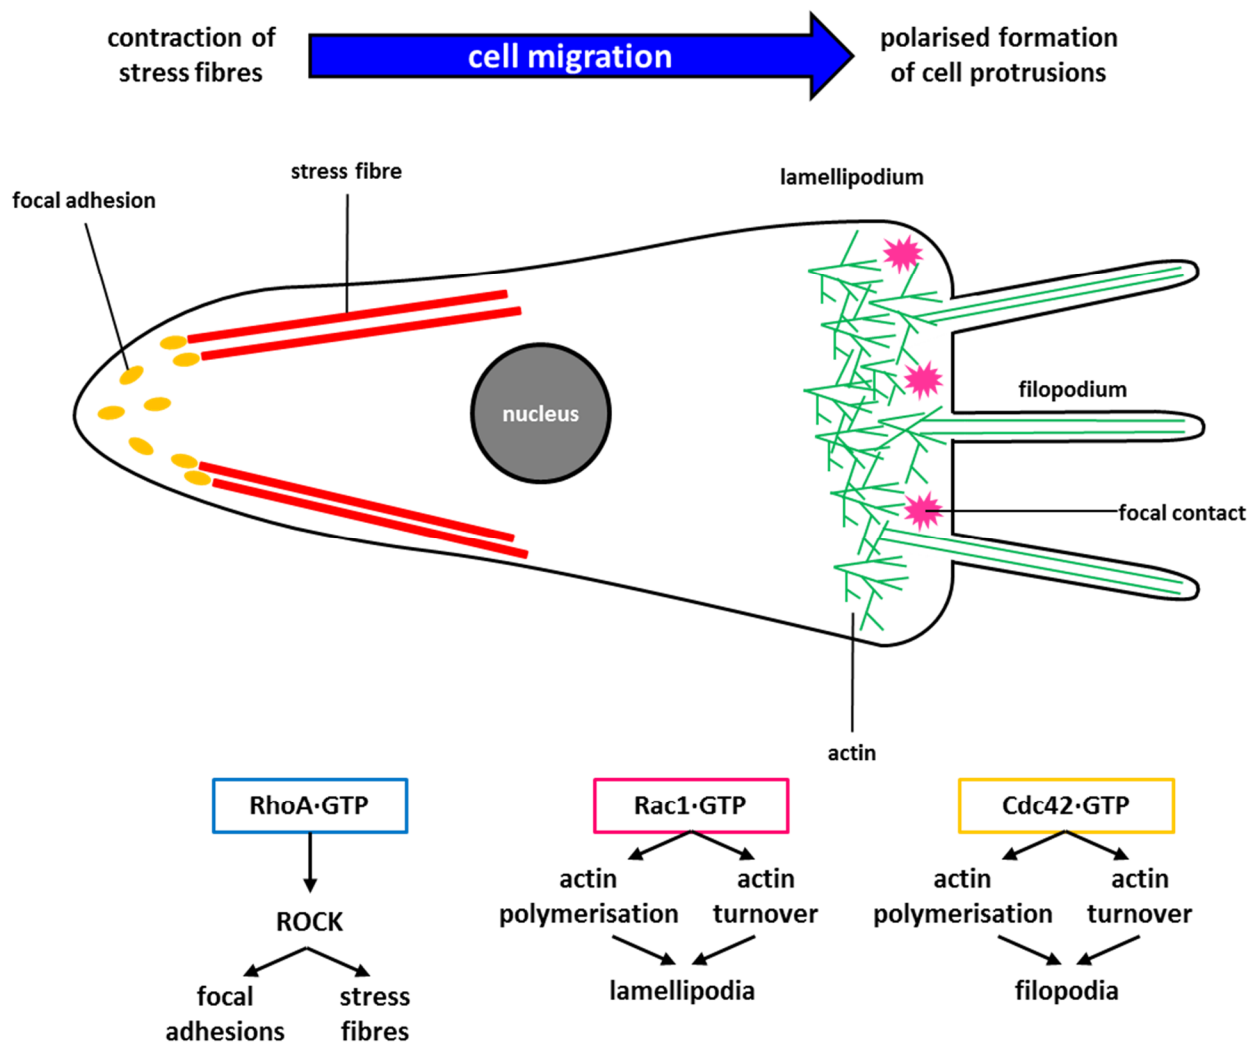 contraction of
stress fibres
cell migration
polarised formation
of cell protrusions
stress fibre
lamellipodium
focal adhesion
filopodium
nucleus
focal contact
actin
RhoA·GTP
Rac1·GTP
Cdc42·GTP
ROCK
focal
adhesions
stress
fibres
actin
polymerisation
actin
turnover
lamellipodia
actin
polymerisation
actin
turnover
filopodia